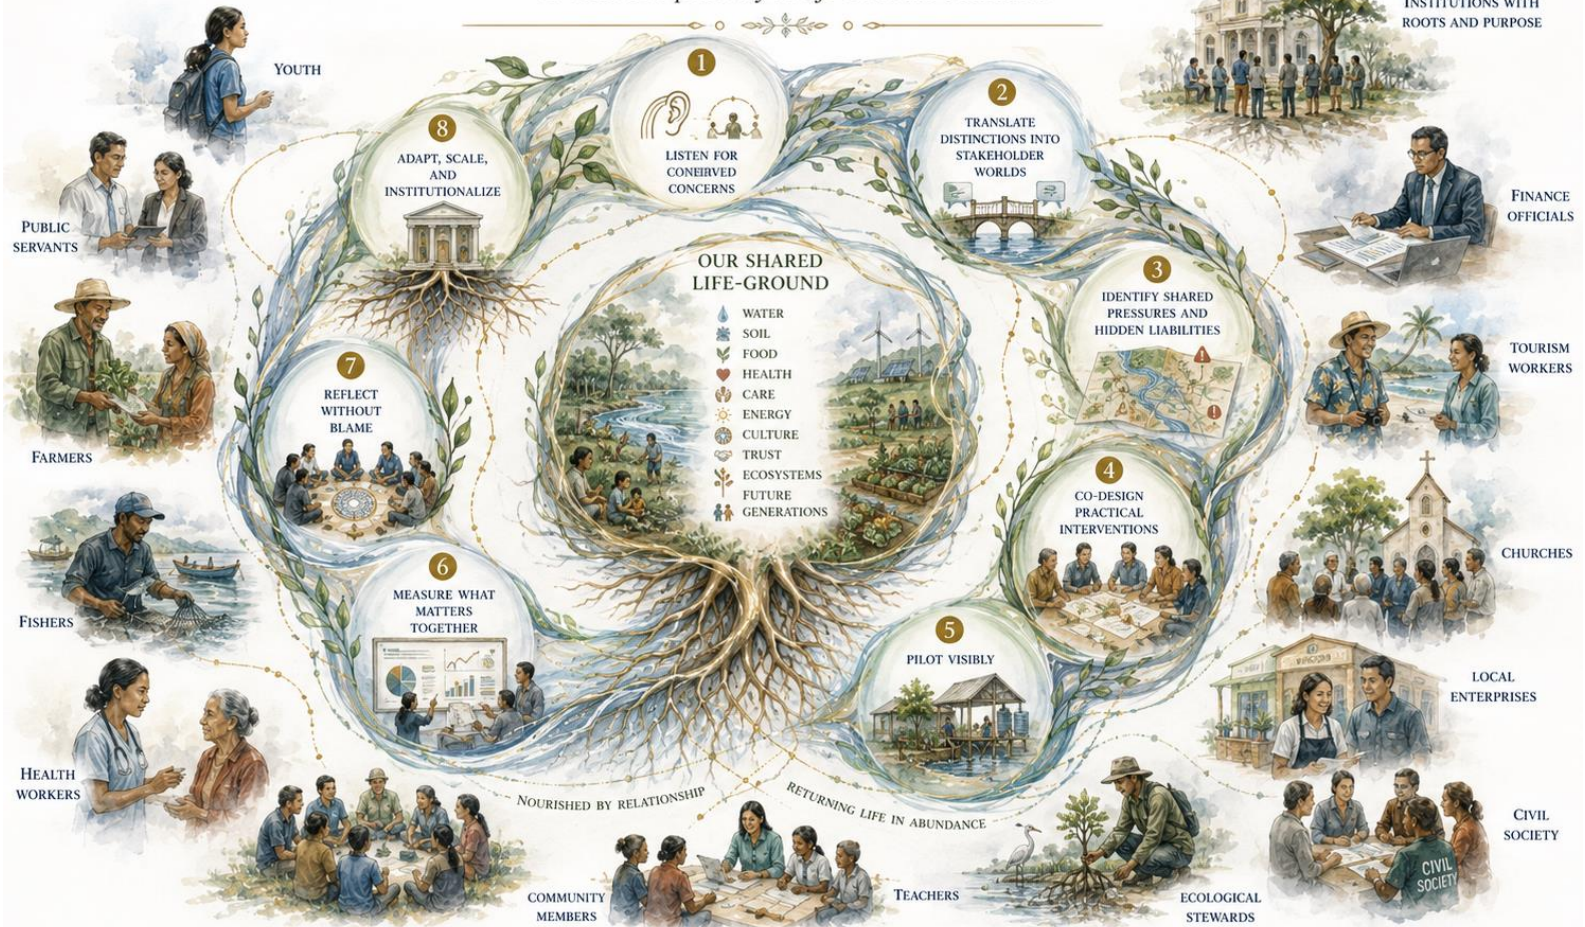 INSTITUTIONS WITH
ROOTS AND PURPOSE
YOUTH
1
LISTEN FOR
CONEIRVED
CONCERNS
2
TRANSLATE
DISTINCTIONS INTO
STAKEHOLDER
WORLDS
8
ADAPT, SCALE,
AND
INSTITUTIONALIZE
PUBLIC
SERVANTS
FINANCE
OFFICIALS
OUR SHARED
LIFE-GROUND
WATER
SOIL
FOOD
HEALTH
CARE
ENERGY
CULTURE
TRUST
ECOSYSTEMS
FUTURE
GENERATIONS
3
IDENTIFY SHARED
PRESSURES AND
HIDDEN LIABILITIES
TOURISM
WORKERS
7
REFLECT
WITHOUT
BLAME
FARMERS
4
CO-DESIGN
PRACTICAL
INTERVENTIONS
CHURCHES
6
MEASURE WHAT
MATTERS
TOGETHER
FISHERS
5
PILOT VISIBLY
LOCAL
ENTERPRISES
HEALTH
WORKERS
NOURISHED BY RELATIONSHIP
RETURNING LIFE IN ABUNDANCE
CIVIL
SOCIETY
CIVIL
SOCIETY
COMMUNITY
MEMBERS
TEACHERS
ECOLOGICAL
STEWARDS